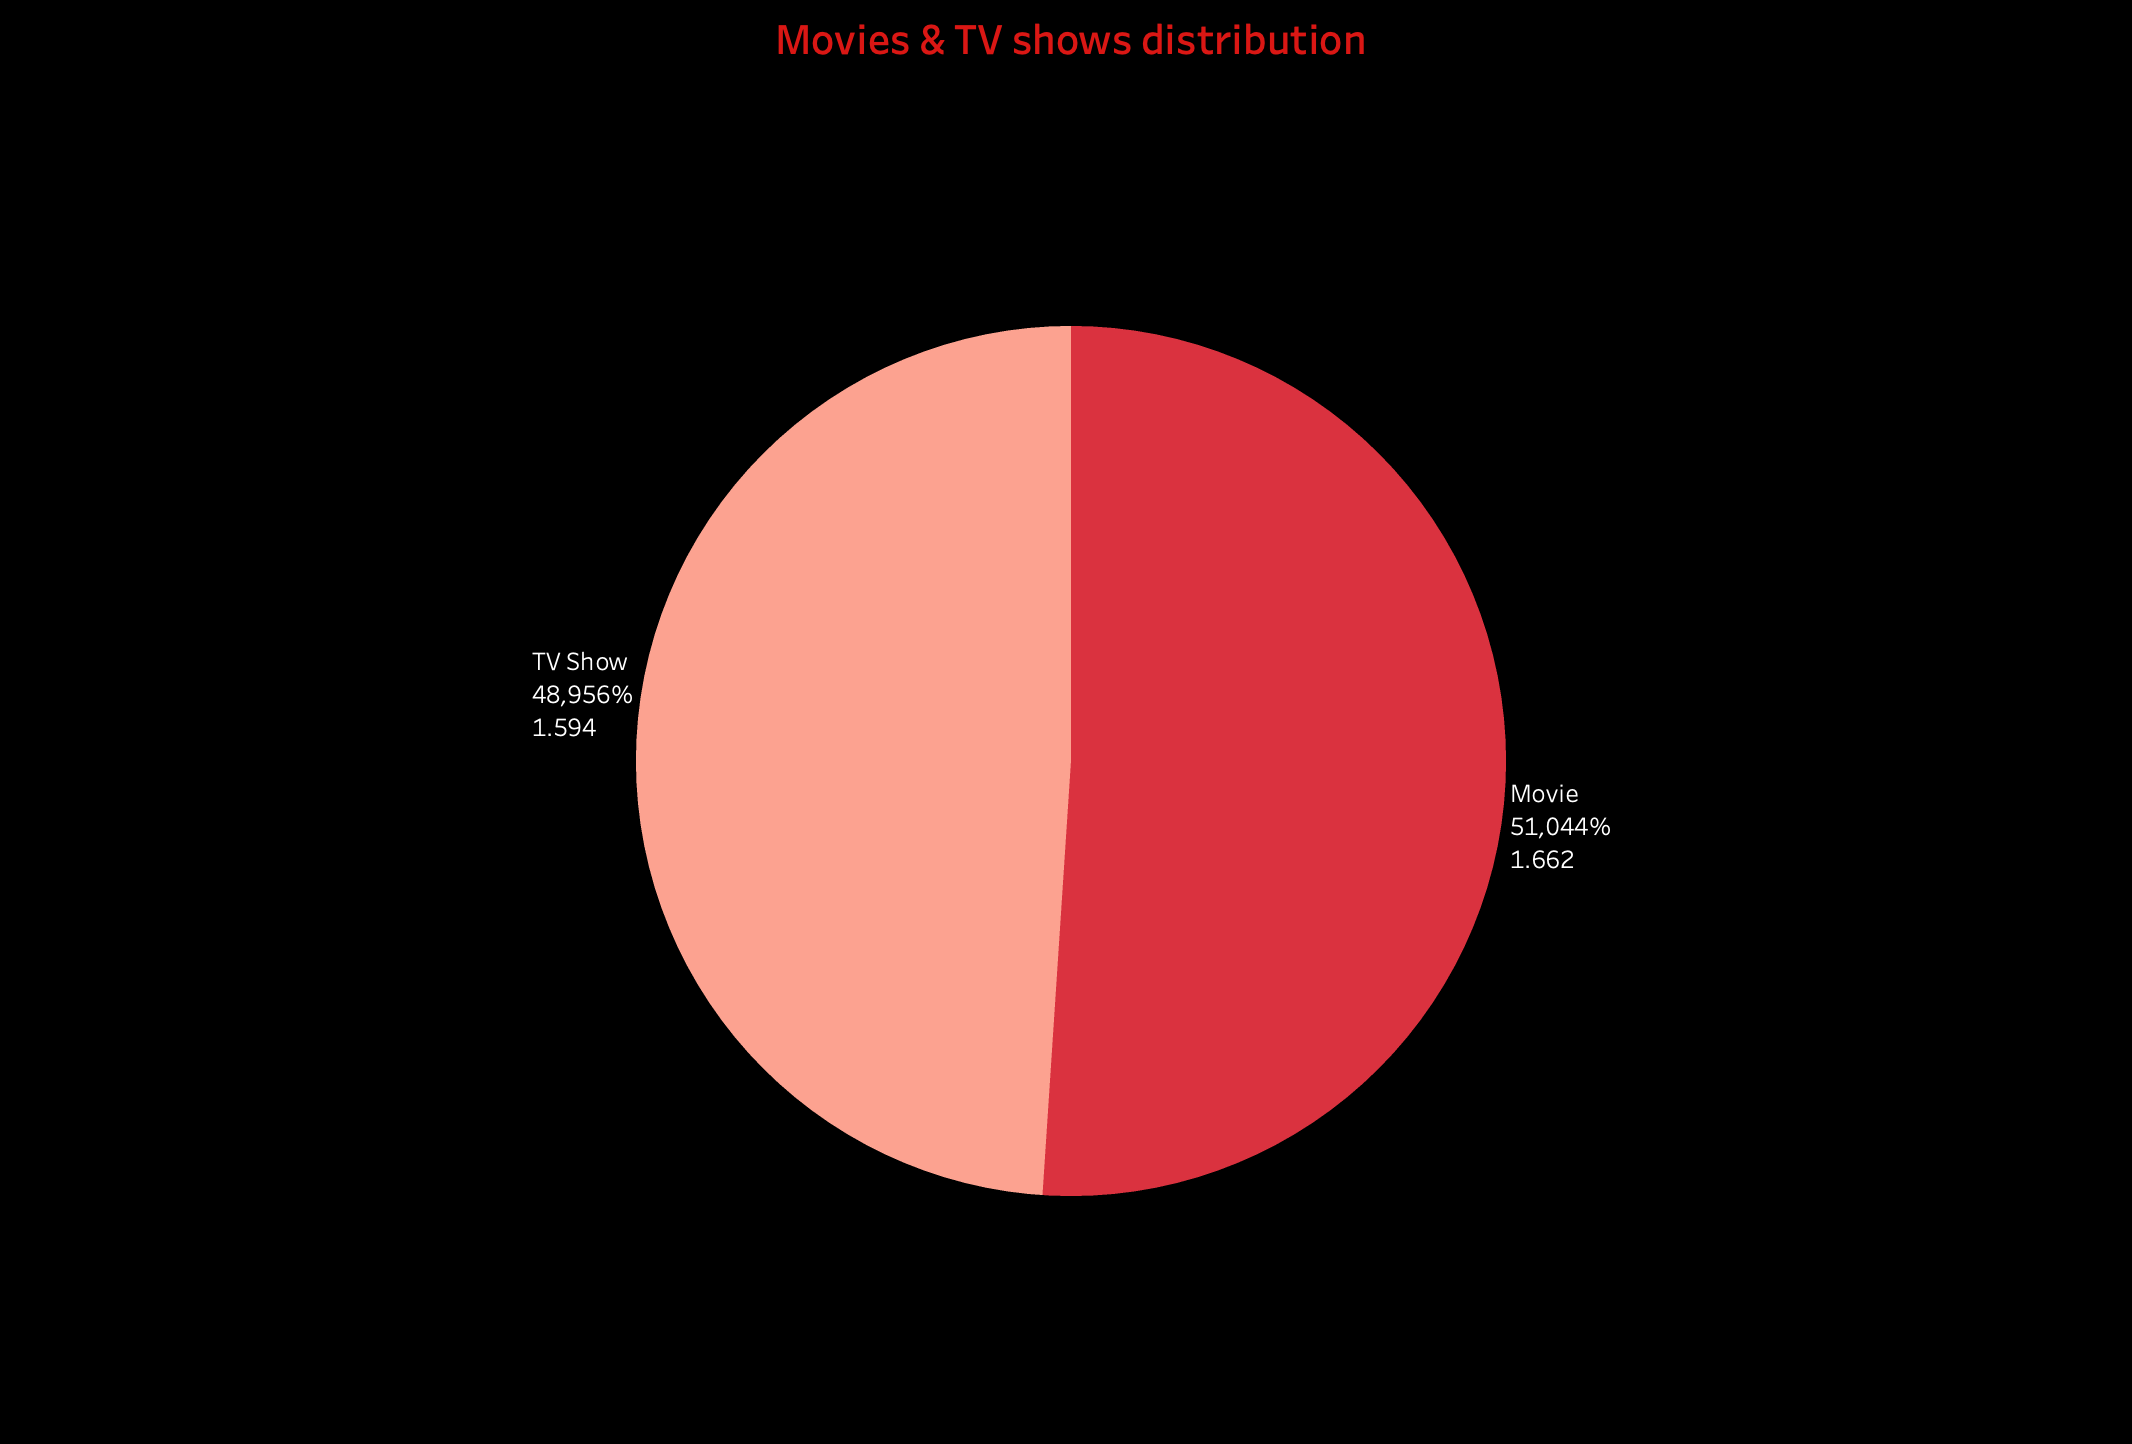 Movies & TV shows distribution
TV Show
48,956%
1.594
Movie
51,044%
1.662